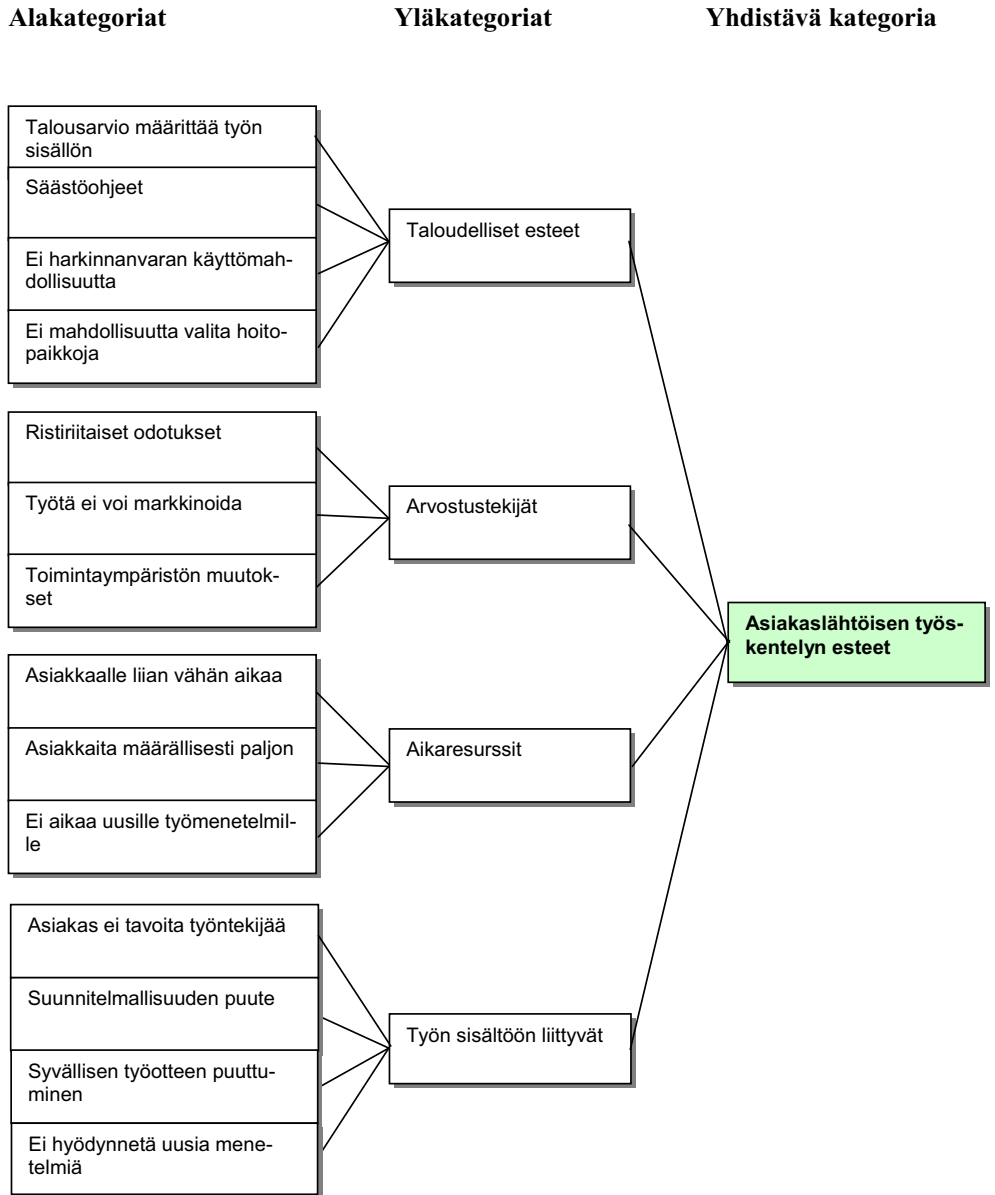 Alakategoriat Yläkategoriat Yhdistävä kategoria
Talousarvio määrittää työn
sisällön
Säästöohjeet
Ei harkinnanvaran käyttömah-
dollisuutta
Ei mahdollisuutta valita hoito-
paikkoja
Taloudelliset esteet
Ristiriitaiset odotukset
Työtä ei voi markkinoida
Toimintaympäristön muutok-
set
Arvostustekijät
Asiakkaalle liian vähän aikaa
Asiakkaita määrällisesti paljon
Ei aikaa uusille työmenetelmil-
le
Aikaresurssit
Asiakas ei tavoita työntekijää
Suunnitelmallisuuden puute
Syvällisen työotteen puuttu-
minen
Ei hyödynnetä uusia mene-
telmiä
Työn sisältöön liittyvät
Asiakaslähtöisen työs-
kentelyn esteet